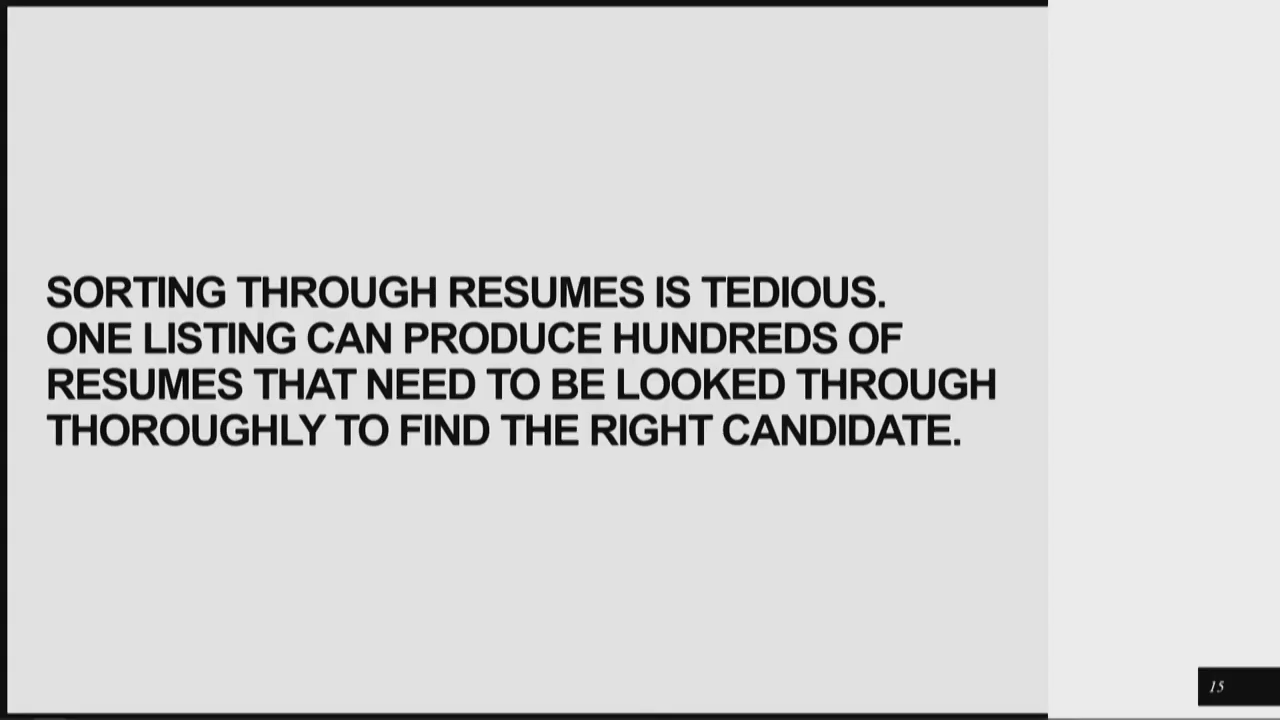 SORTING THROUGH RESUMES IS TEDIOUS.
ONE LISTING CAN PRODUCE HUNDREDS OF
RESUMES THAT NEED TO BE LOOKED THROUGH
THOROUGHLY TO FIND THE RIGHT CANDIDATE.
15